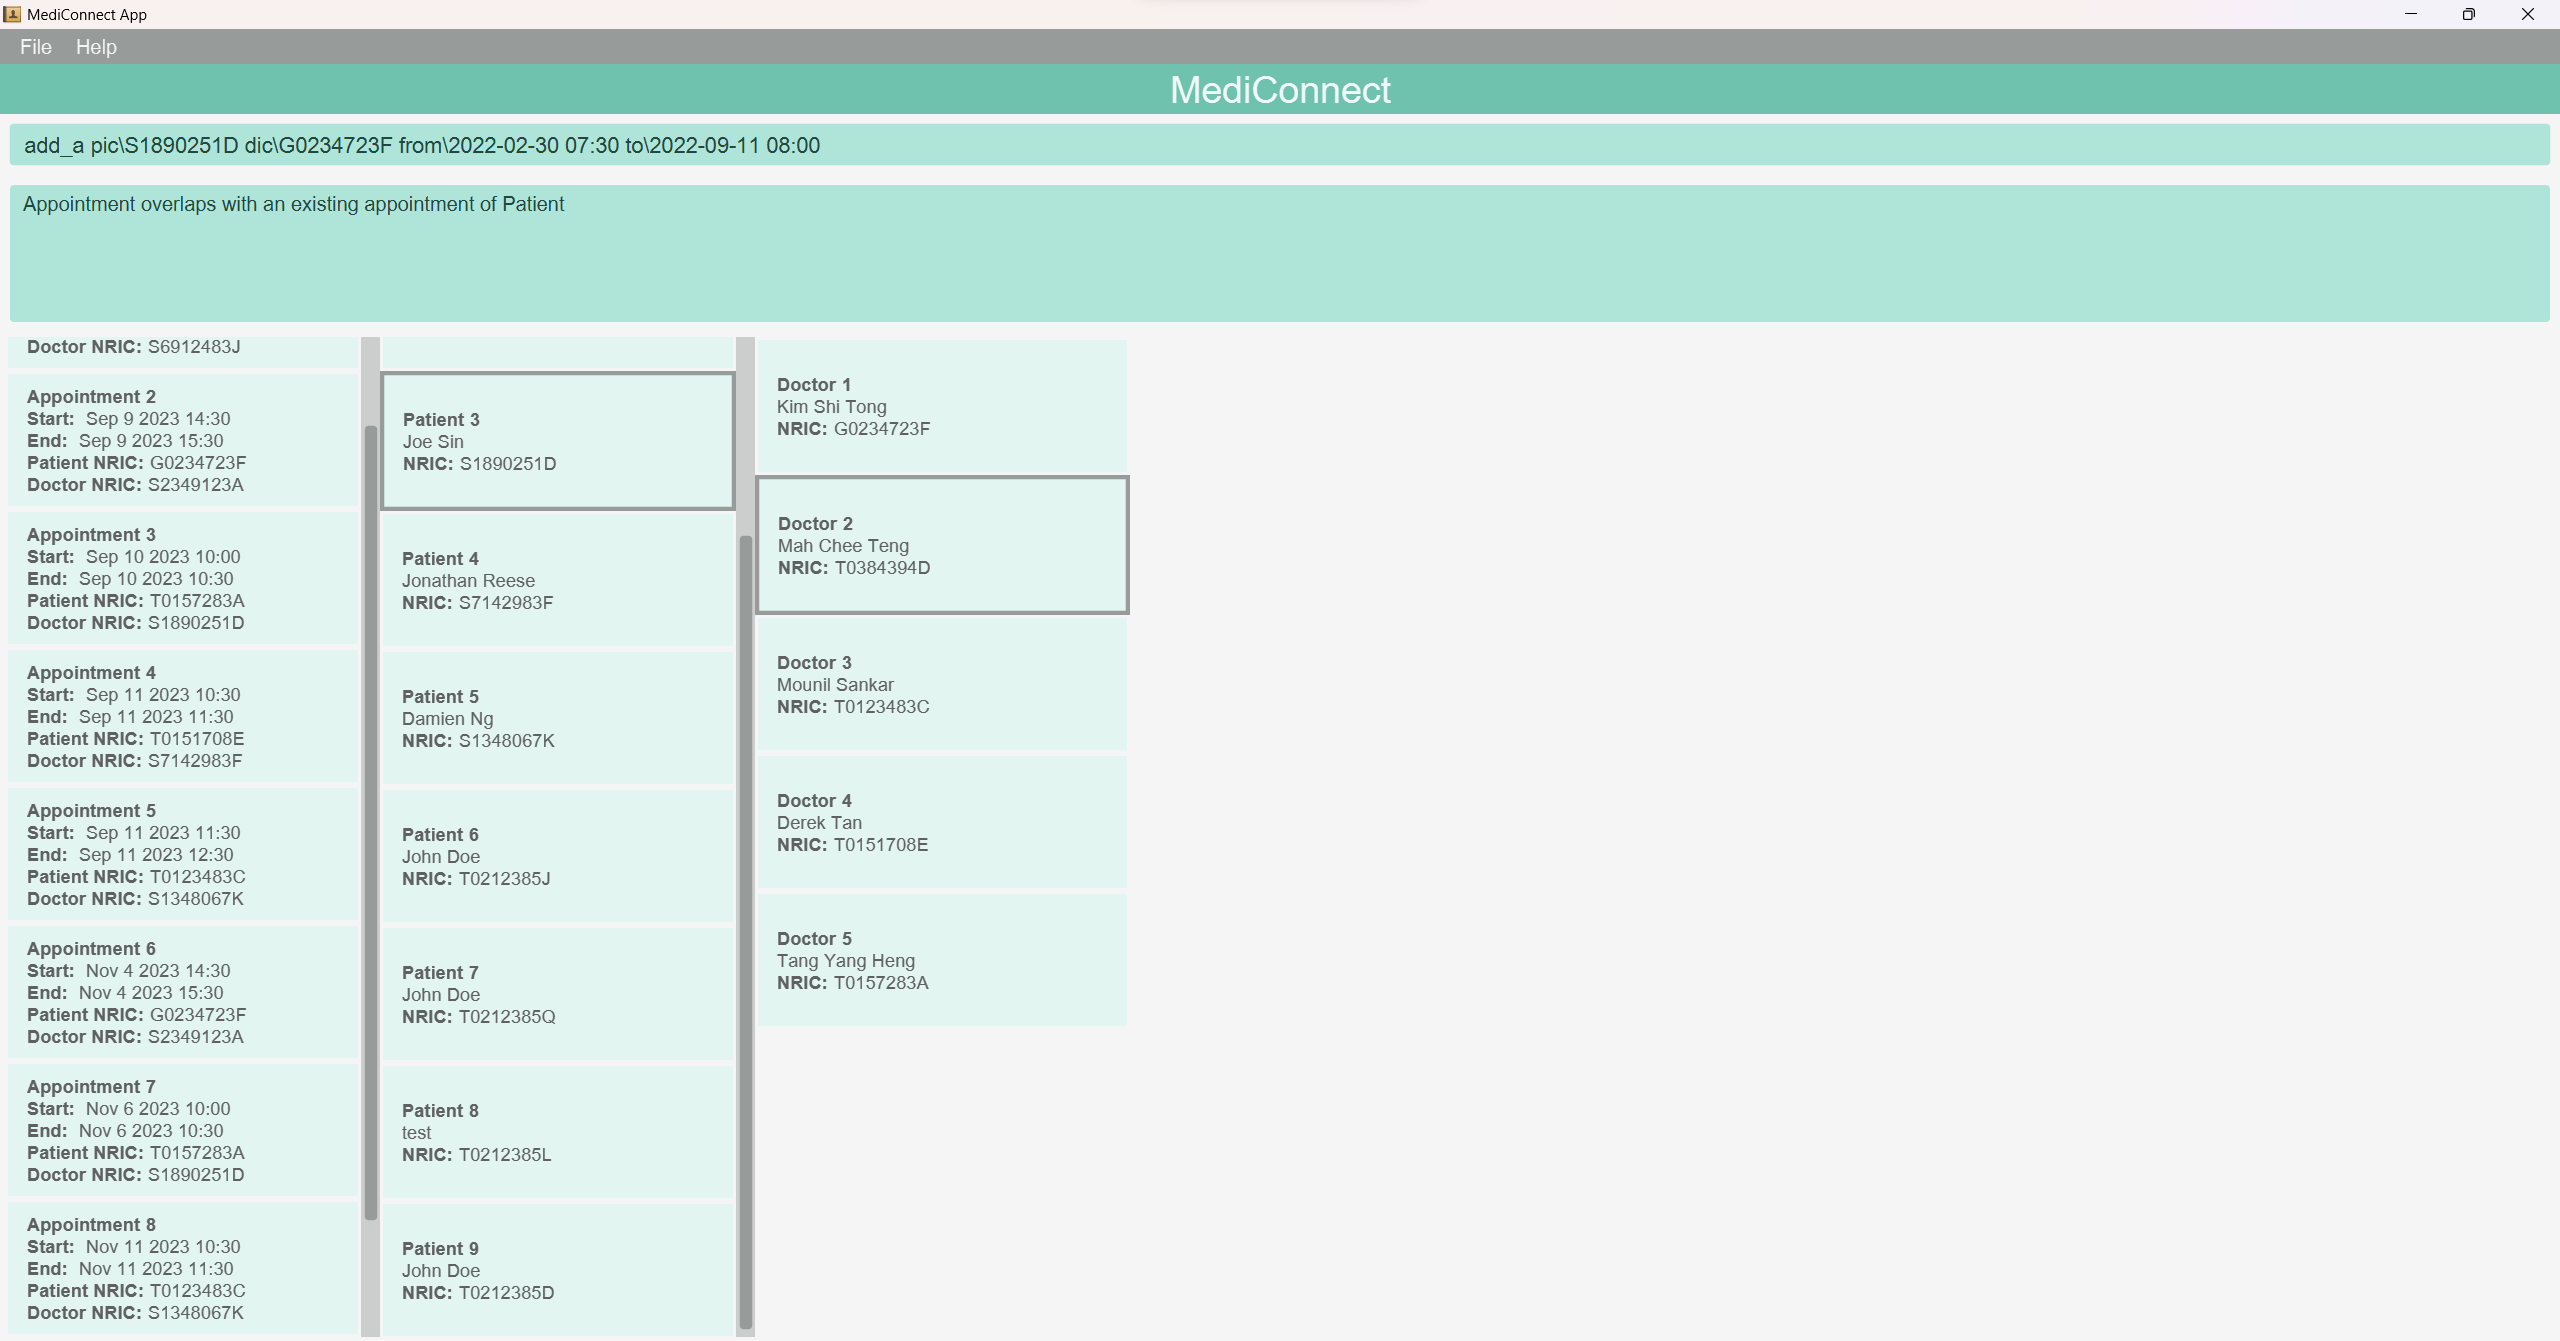 MediConnect App
File Help
MediConnect
add_a pic\S1890251D dic\G0234723F from\2022-02-30 07:30 to\2022-09-11 08:00
Appointment overlaps with an existing appointment of Patient
Doctor NRIC: S6912483J
Appointment 2
Start: Sep 9 2023 14:30
End: Sep 9 2023 15:30
Patient NRIC: G0234723F
Doctor NRIC: S2349123A
Appointment 3
Start: Sep 10 2023 10:00
End: Sep 10 2023 10:30
Patient NRIC: T0157283A
Doctor NRIC: S1890251D
Appointment 4
Start: Sep 11 2023 10:30
End: Sep 11 2023 11:30
Patient NRIC: T0151708E
Doctor NRIC: S7142983F
Appointment 5
Start: Sep 11 2023 11:30
End: Sep 11 2023 12:30
Patient NRIC: T0123483C
Doctor NRIC: S1348067K
Appointment 6
Start: Nov 4 2023 14:30
End: Nov 4 2023 15:30
Patient NRIC: G0234723F
Doctor NRIC: S2349123A
Appointment 7
Start: Nov 6 2023 10:00
End: Nov 6 2023 10:30
Patient NRIC: T0157283A
Doctor NRIC: S1890251D
Appointment 8
Start: Nov 11 2023 10:30
End: Nov 11 2023 11:30
Patient NRIC: T0123483C
Doctor NRIC: S1348067K
Patient 3
Joe Sin
NRIC: S1890251D
Patient 4
Jonathan Reese
NRIC: S7142983F
Patient 5
Damien Ng
NRIC: S1348067K
Patient 6
John Doe
NRIC: T0212385J
Patient 7
John Doe
NRIC: T0212385Q
Patient 8
test
NRIC: T0212385L
Patient 9
John Doe
NRIC: T0212385D
Doctor 1
Kim Shi Tong
NRIC: G0234723F
Doctor 2
Mah Chee Teng
NRIC: T0384394D
Doctor 3
Mounil Sankar
NRIC: T0123483C
Doctor 4
Derek Tan
NRIC: T0151708E
Doctor 5
Tang Yang Heng
NRIC: T0157283A